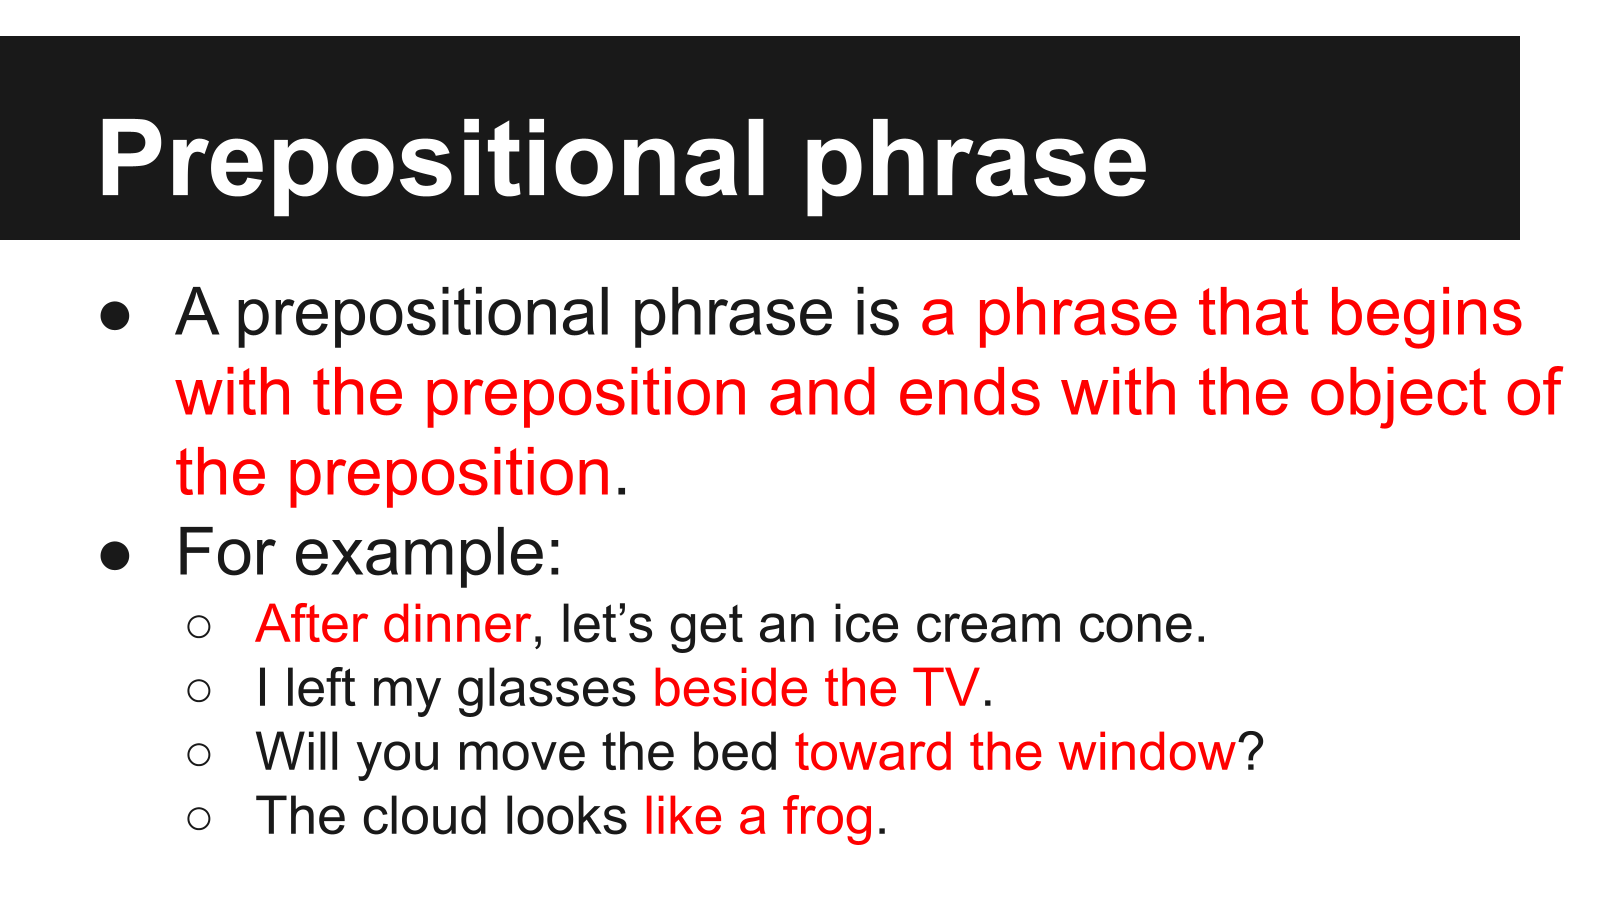 Prepositional phrase
● A prepositional phrase is a phrase that begins
with the preposition and ends with the object of
the preposition.
● For example:
○ After dinner, let’s get an ice cream cone.
○ I left my glasses beside the TV.
○ Will you move the bed toward the window?
○ The cloud looks like a frog.